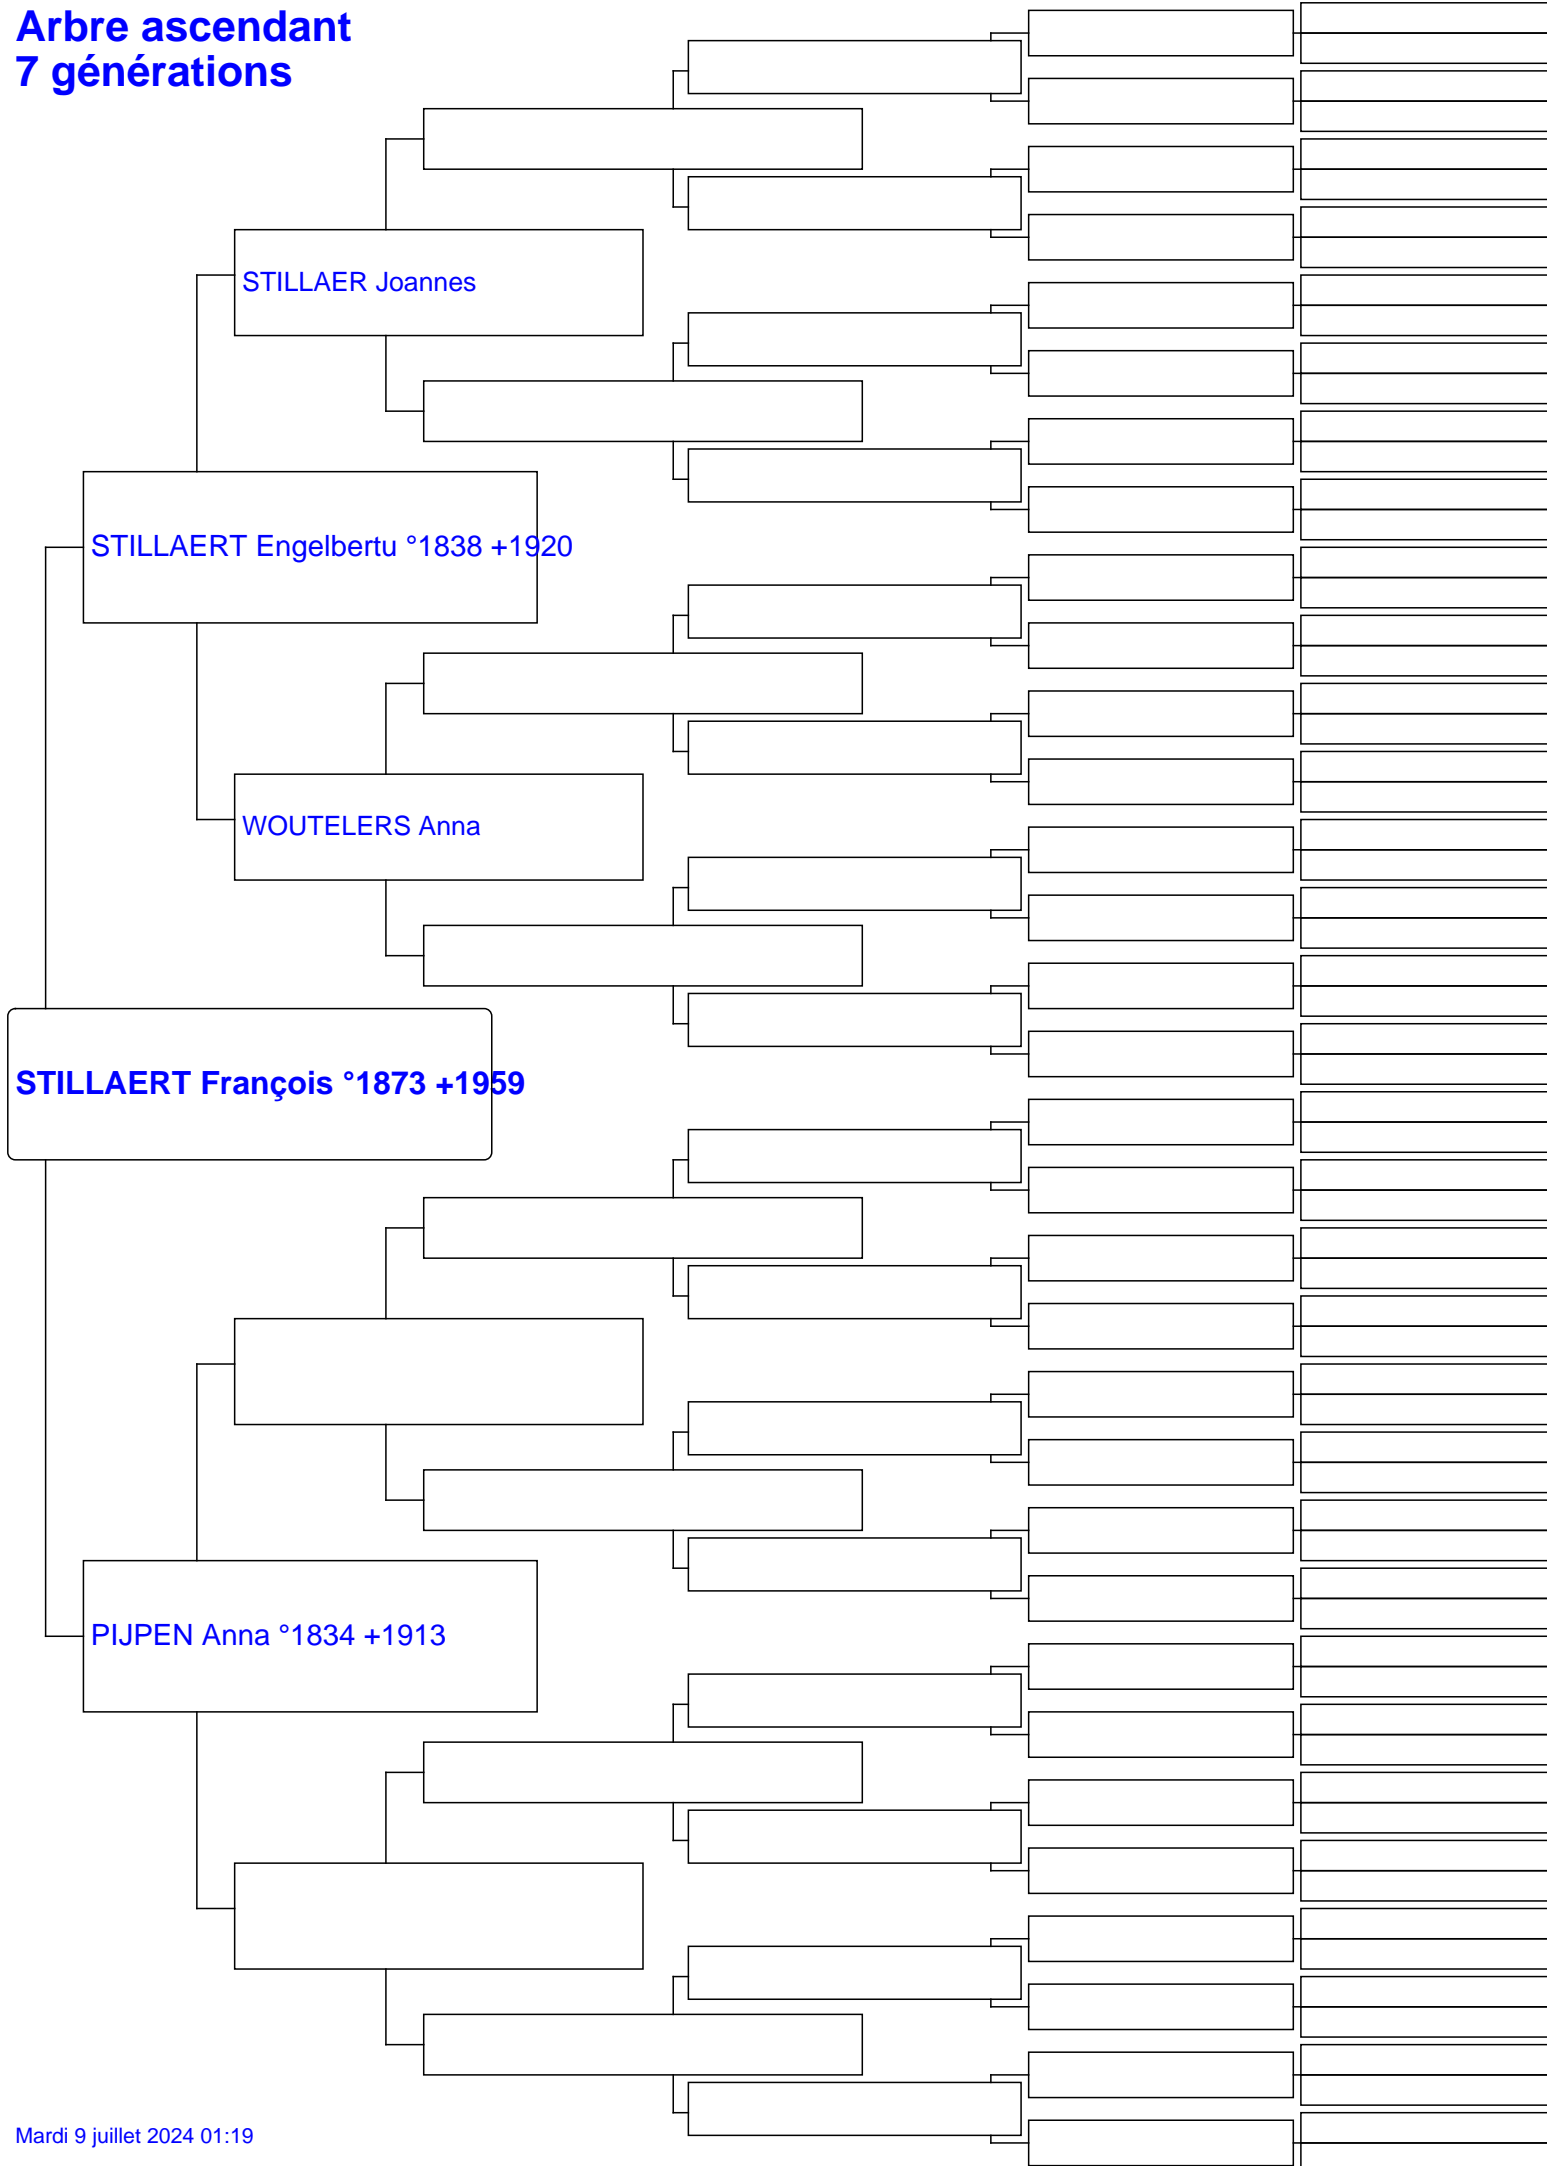 Arbre ascendant
7 générations
STILLAER Joannes
STILLAERT Engelbertu °1838 +1920
WOUTELERS Anna
STILLAERT François °1873 +1959
PIJPEN Anna °1834 +1913
Mardi 9 juillet 2024 01:19